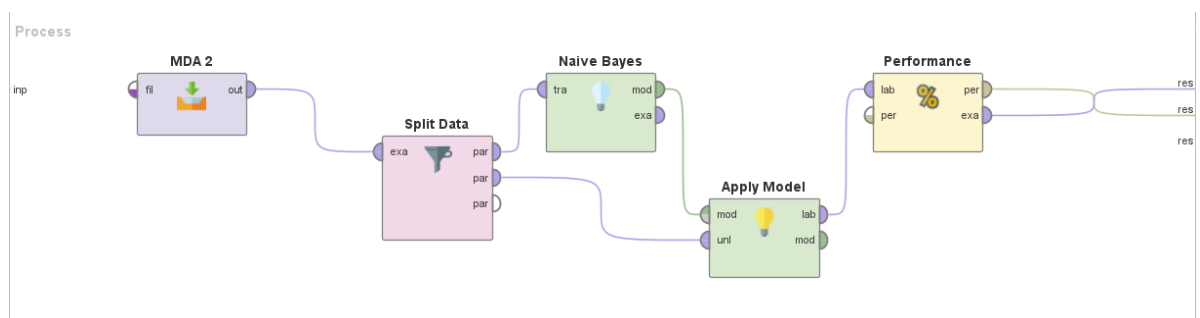 Process
inp
MDA 2
fil out
Split Data
exa par
par
par
Naive Bayes
tra mod
exa
Apply Model
mod lab
unl mod
Performance
%
lab per
per exa
res
res
res